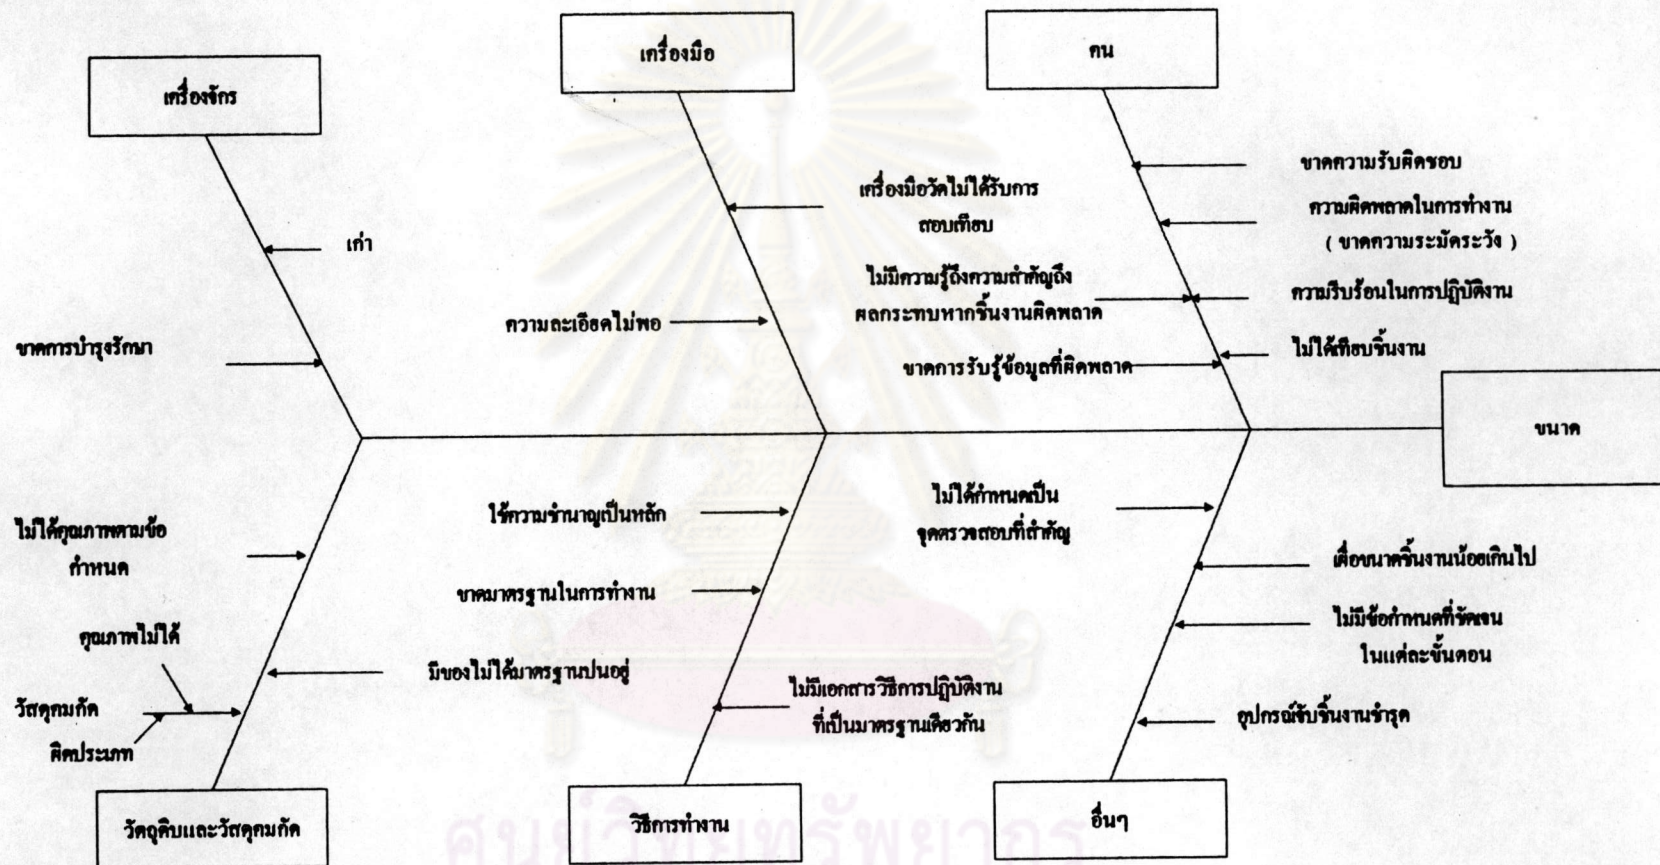 เครื่องจักร
เครื่องมือ
คน
เก่า
ขาดการบำรุงรักษา
เครื่องมือวัดไม่ได้รับการ
สอบเทียบ
ความละเอียดไม่พอ
ขาดความรับผิดชอบ
ความผิดพลาดในการทำงาน
( ขาดความระมัดระวัง )
ไม่มีความรู้ถึงความสำคัญถึง
ผลกระทบหากชิ้นงานผิดพลาด
ความรีบร้อนในการปฏิบัติงาน
ขาดการรับรู้ข้อมูลที่ผิดพลาด
ไม่ได้เทียบชิ้นงาน
ขนาด
ไม่ได้คุณภาพตามข้อ
กำหนด
คุณภาพไม่ได้
วัสดุคมกัด
ผิดประเภท
มีของไม่ได้มาตรฐานปนอยู่
ใช้ความชำนาญเป็นหลัก
ขาดมาตรฐานในการทำงาน
ไม่มีเอกสารวิธีการปฏิบัติงาน
ที่เป็นมาตรฐานเดียวกัน
ไม่ได้กำหนดเป็น
จุดตรวจสอบที่สำคัญ
เผื่อขนาดชิ้นงานน้อยเกินไป
ไม่มีข้อกำหนดที่ชัดเจน
ในแต่ละขั้นตอน
อุปกรณ์จับชิ้นงานชำรุด
วัตถุดิบและวัสดุคมกัด
วิธีการทำงาน
อื่นๆ
ศูนย์วิทยทรัพยากร